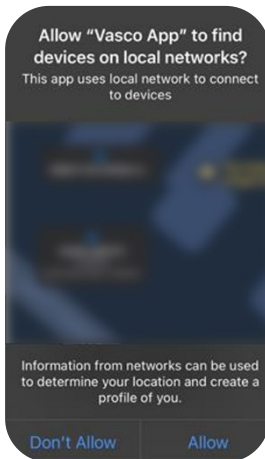 Allow “Vasco App” to find
devices on local networks?
This app uses local network to connect
to devices
Information from networks can be used
to determine your location and create a
profile of you.
Don't Allow
Allow